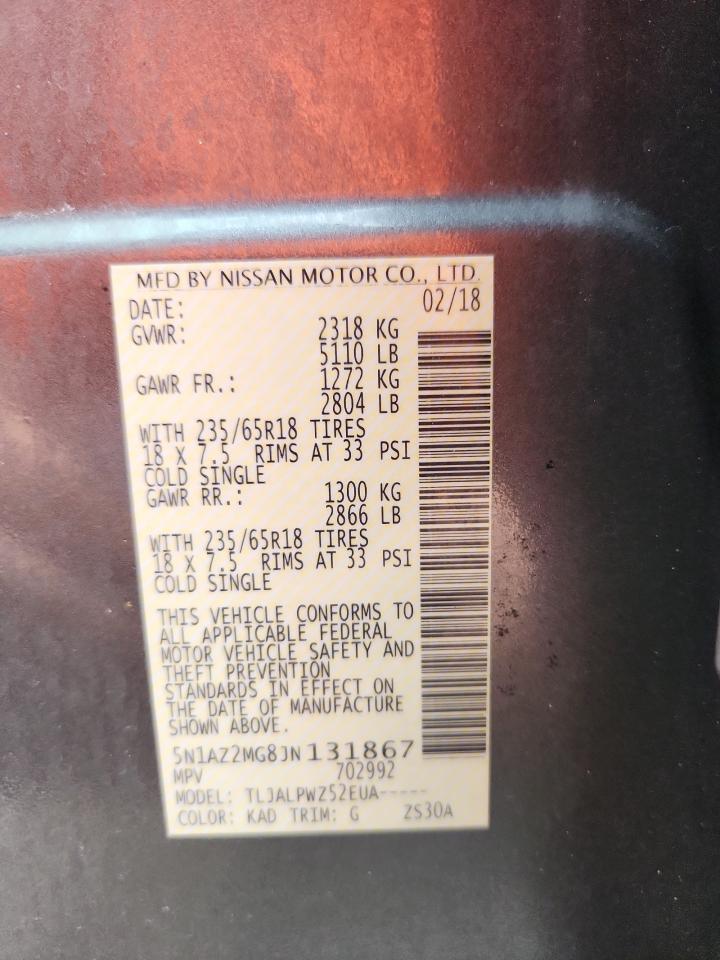 MFD BY NISSAN MOTOR CO., LTD.
DATE: 02/18
GVWR: 2318 KG
5110 LB
GAWR FR.: 1272 KG
2804 LB
WITH 235/65R18 TIRES
18 X 7.5 RIMS AT 33 PSI
COLD SINGLE
GAWR RR.: 1300 KG
2866 LB
WITH 235/65R18 TIRES
18 X 7.5 RIMS AT 33 PSI
COLD SINGLE
THIS VEHICLE CONFORMS TO
ALL APPLICABLE FEDERAL
MOTOR VEHICLE SAFETY AND
THEFT PREVENTION
STANDARDS IN EFFECT ON
THE DATE OF MANUFACTURE
SHOWN ABOVE.
5N1AZ2MG8JN131867
MPV 702992
MODEL: TLJALPWZ52EUA-----
COLOR: KAD TRIM: G ZS30A